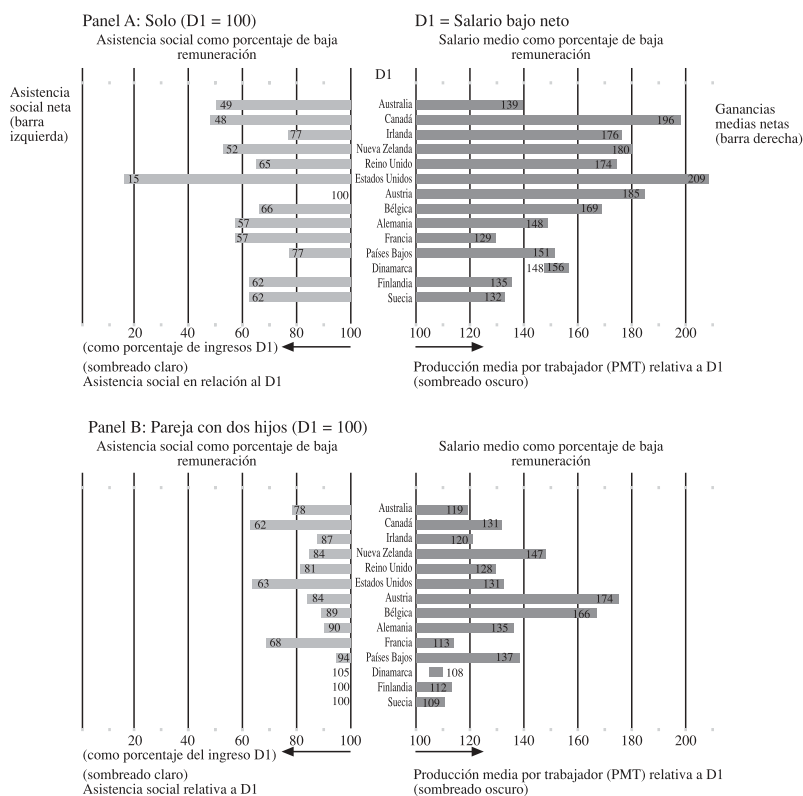 Panel A: Solo (D1 = 100)
D1 = Salario bajo neto
Asistencia social como porcentaje de baja
remuneración
Salario medio como porcentaje de baja
remuneración
D1
Asistencia
social neta
(barra
izquierda)
Ganancias
medias netas
(barra derecha)
49 Australia 139
48 Canadá 196
77 Irlanda 176
52 Nueva Zelanda 180
65 Reino Unido 174
15 Estados Unidos 209
100 Austria 185
66 Bélgica 169
57 Alemania 148
57 Francia 129
77 Países Bajos 151
Dinamarca 148 156
62 Finlandia 135
62 Suecia 132
20 40 60 80 100 100 120 140 160 180 200
(como porcentaje de ingresos D1)
(sombreado claro)
Asistencia social en relación al D1
Producción media por trabajador (PMT) relativa a D1
(sombreado oscuro)
Panel B: Pareja con dos hijos (D1 = 100)
Asistencia social como porcentaje de baja
remuneración
Salario medio como porcentaje de baja
remuneración
78 Australia 119
62 Canadá 131
87 Irlanda 120
84 Nueva Zelanda 147
81 Reino Unido 128
63 Estados Unidos 131
84 Austria 174
89 Bélgica 166
90 Alemania 135
68 Francia 113
94 Países Bajos 137
105 Dinamarca 108
100 Finlandia 112
100 Suecia 109
20 40 60 80 100 100 120 140 160 180 200
(como porcentaje del ingreso D1)
(sombreado claro)
Asistencia social relativa a D1
Producción media por trabajador (PMT) relativa a D1
(sombreado oscuro)